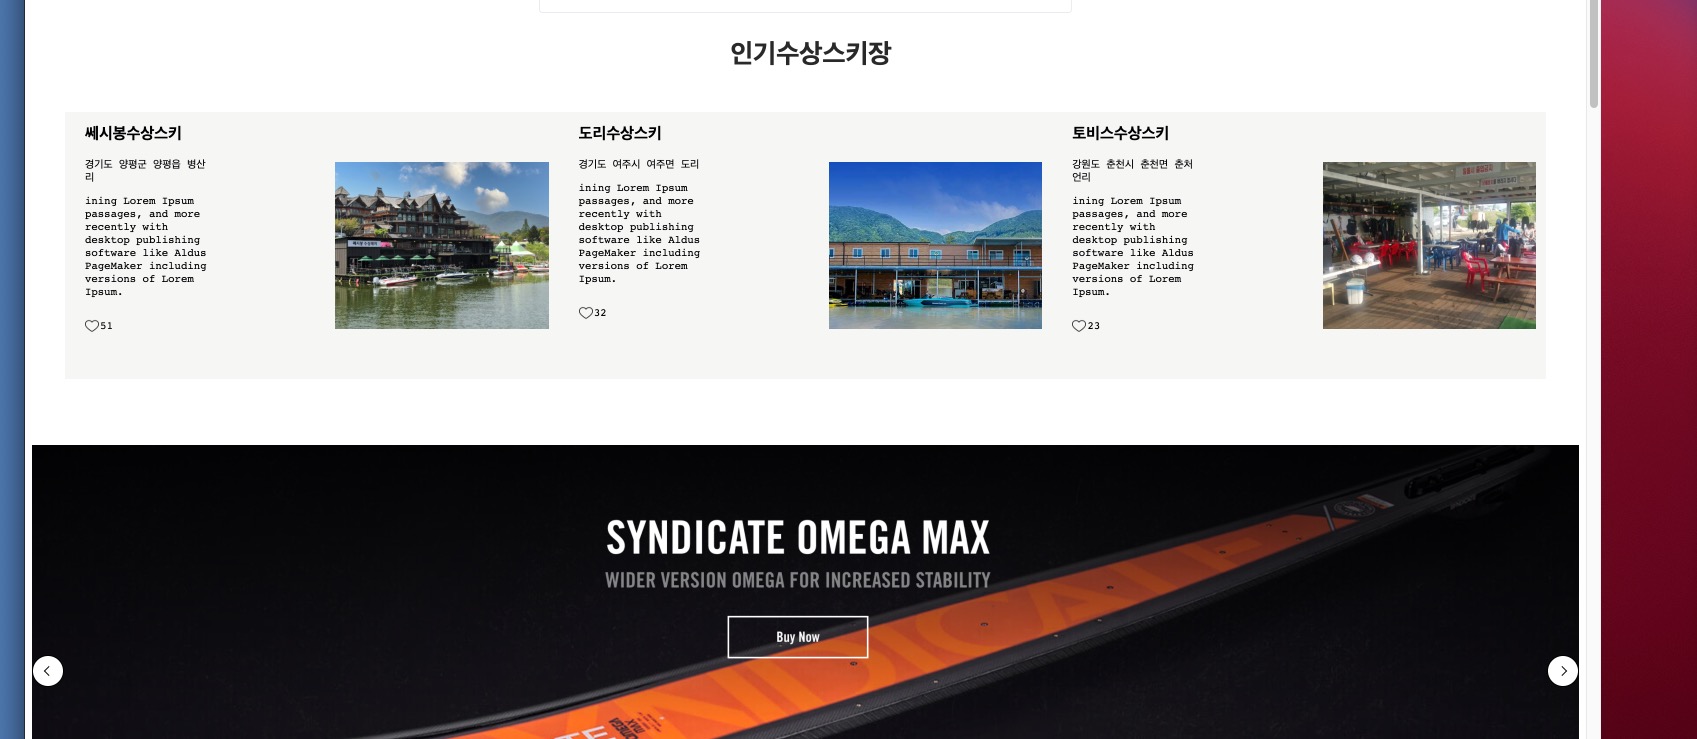 인기수상스키장
쎄시봉수상스키
경기도 양평군 양평읍 병산
리
ining Lorem Ipsum
passages, and more
recently with
desktop publishing
software like Aldus
PageMaker including
versions of Lorem
Ipsum.
51
도리수상스키
경기도 여주시 여주면 도리
ining Lorem Ipsum
passages, and more
recently with
desktop publishing
software like Aldus
PageMaker including
versions of Lorem
Ipsum.
32
토비스수상스키
강원도 춘천시 춘천면 춘처
언리
ining Lorem Ipsum
passages, and more
recently with
desktop publishing
software like Aldus
PageMaker including
versions of Lorem
Ipsum.
23
SYNDICATE OMEGA MAX
WIDER VERSION OMEGA FOR INCREASED STABILITY
Buy Now